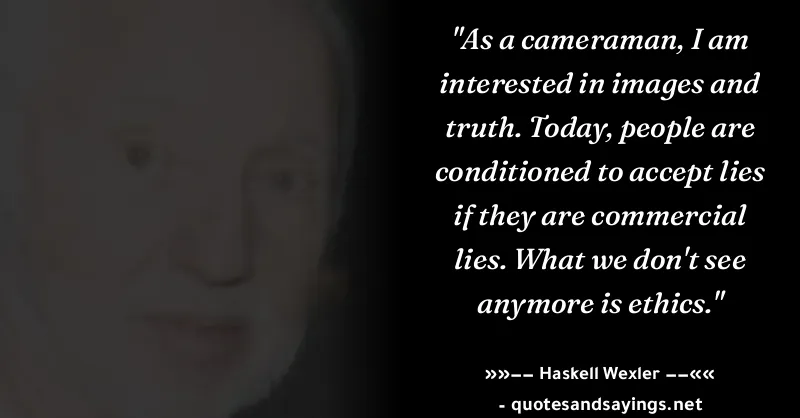 "As a cameraman, I am
interested in images and
truth. Today, people are
conditioned to accept lies
if they are commercial
lies. What we don't see
anymore is ethics."
»»—— Haskell Wexler ——««
- quotesandsayings.net